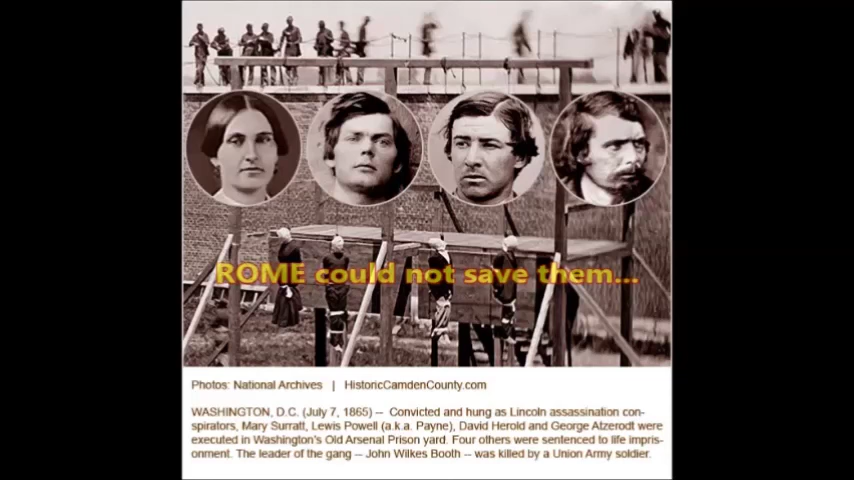 ROME could not save them...
Photos: National Archives | HistoricCamdenCounty.com
WASHINGTON, D.C. (July 7, 1865) -- Convicted and hung as Lincoln assassination con-
spirators, Mary Surratt, Lewis Powell (a.k.a. Payne), David Herold and George Atzerodt were
executed in Washington's Old Arsenal Prison yard. Four others were sentenced to life impris-
onment. The leader of the gang -- John Wilkes Booth -- was killed by a Union Army soldier.